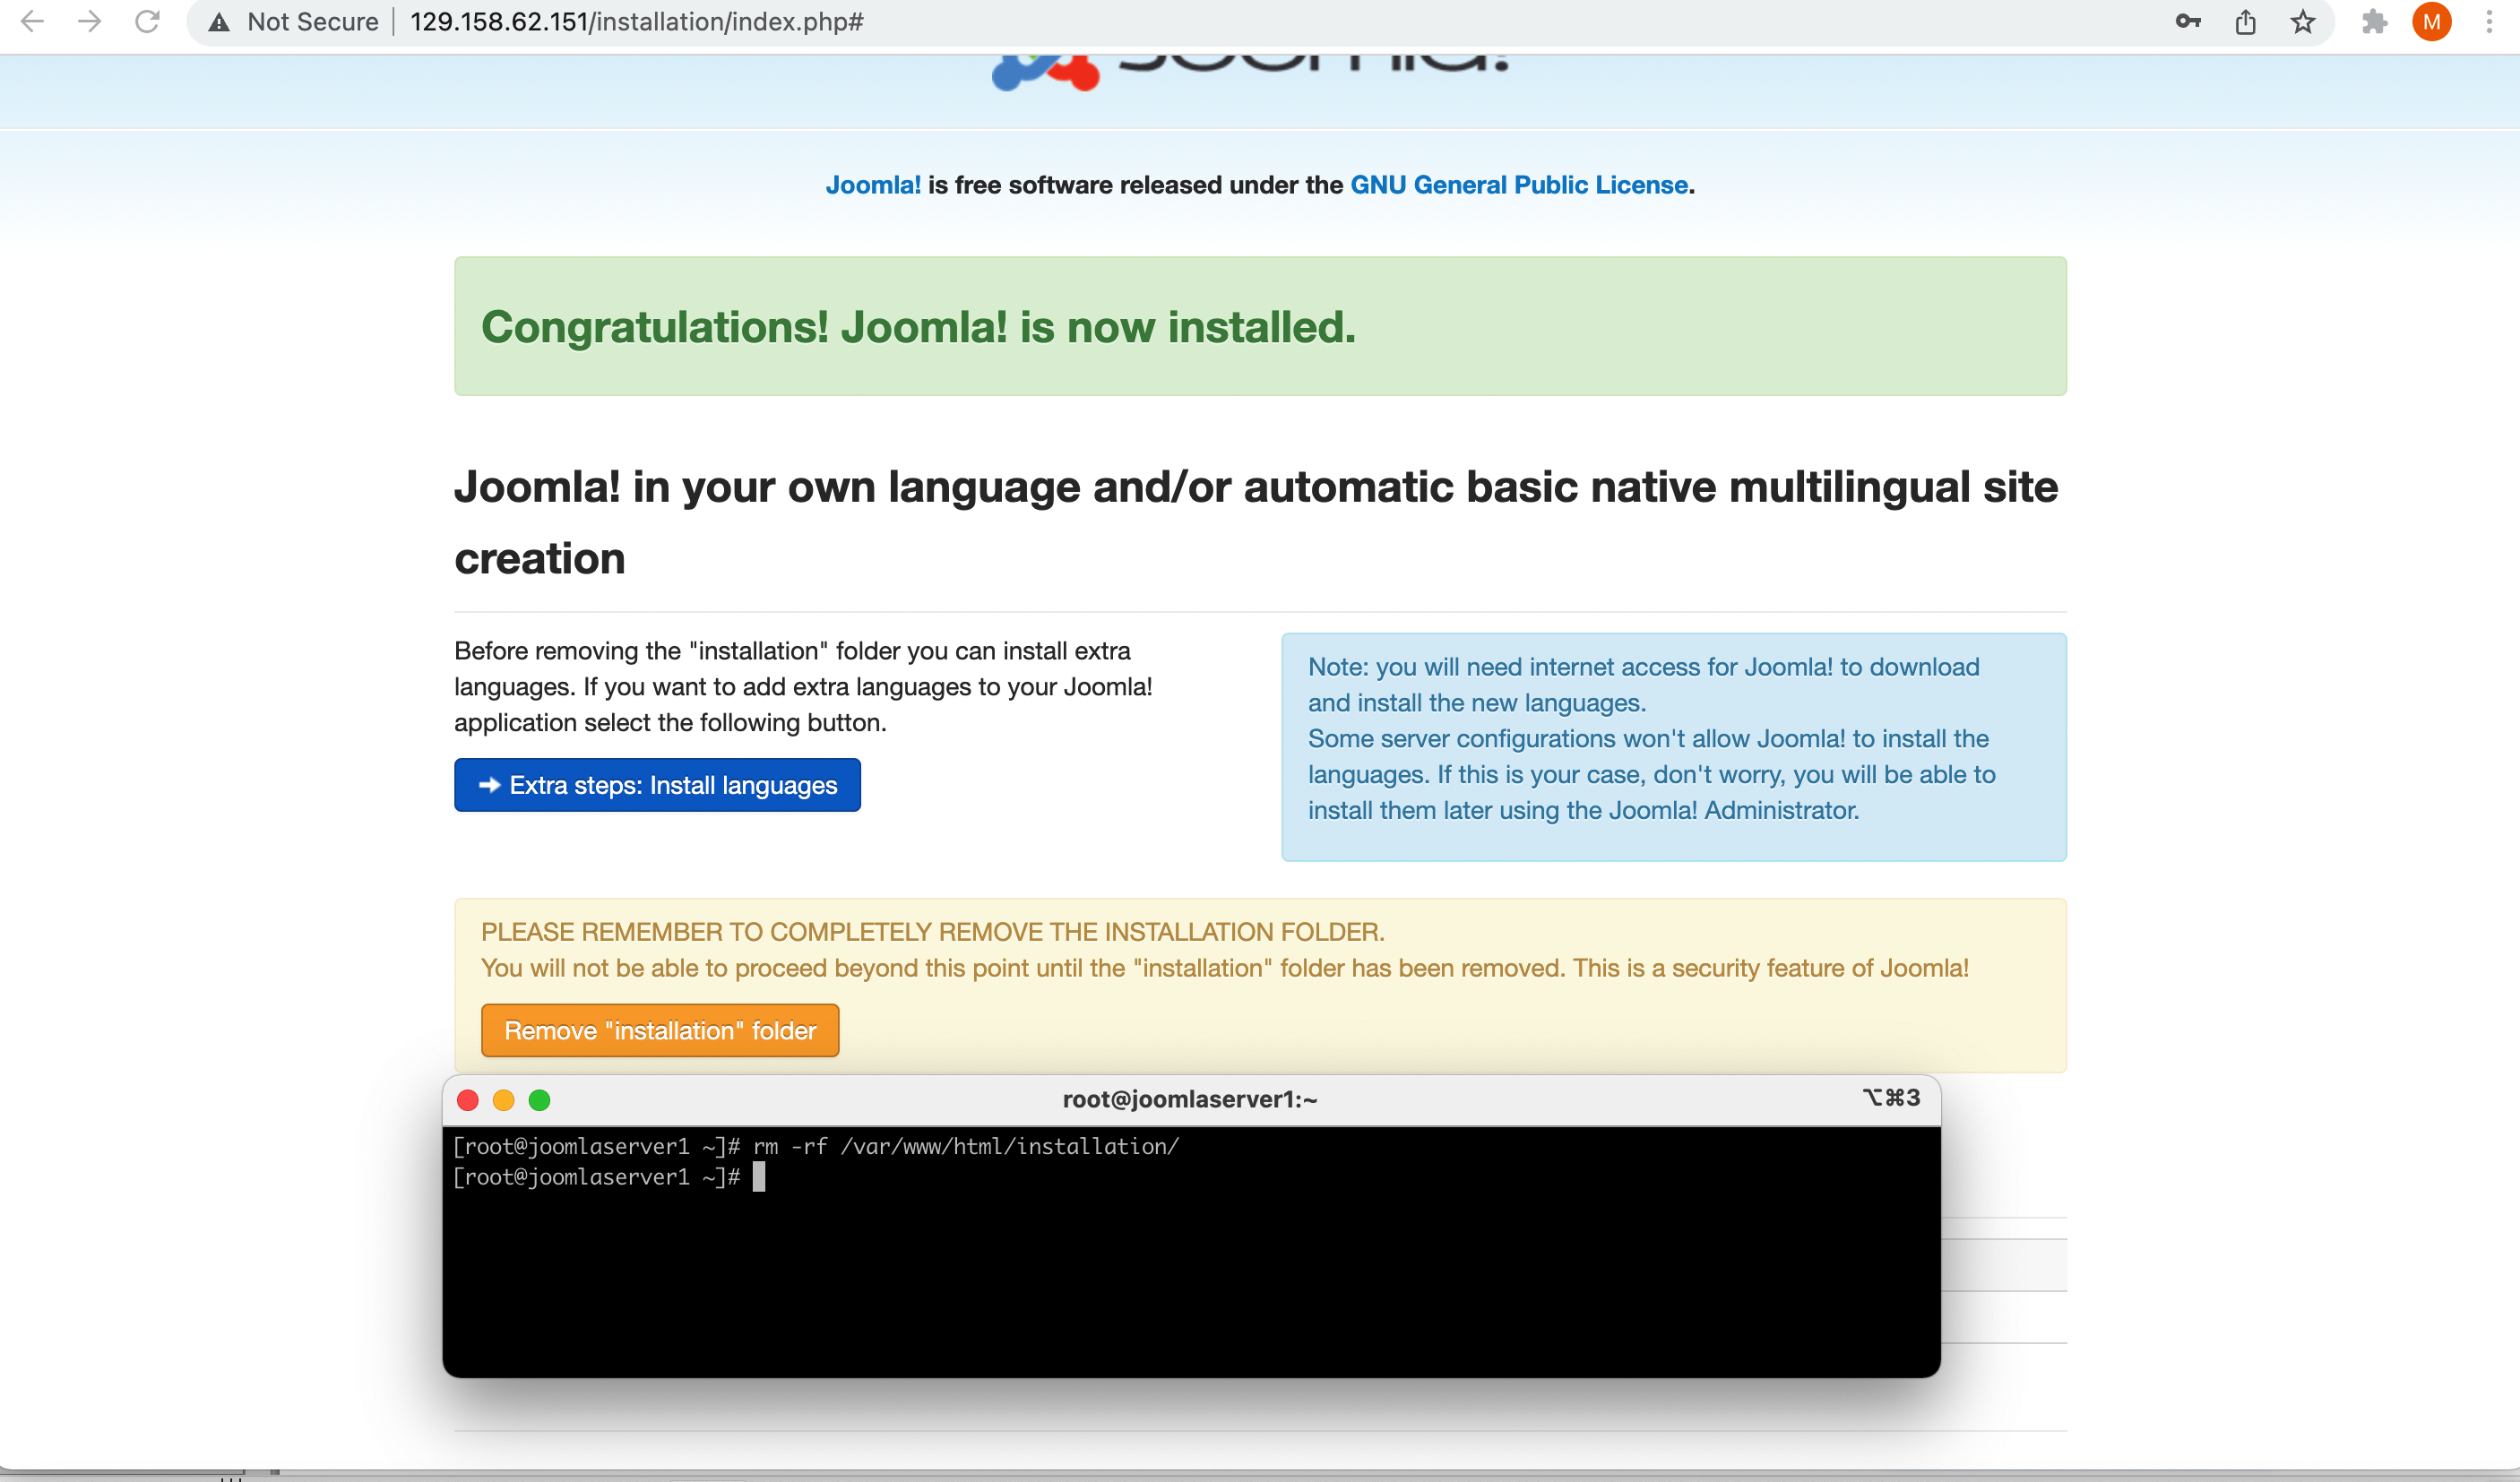 Not Secure 129.158.62.151/installation/index.php#
M
Joomla!
Joomla! is free software released under the GNU General Public License.
Congratulations! Joomla! is now installed.
Joomla! in your own language and/or automatic basic native multilingual site
creation
Before removing the "installation" folder you can install extra
languages. If you want to add extra languages to your Joomla!
application select the following button.
Extra steps: Install languages
Note: you will need internet access for Joomla! to download
and install the new languages.
Some server configurations won't allow Joomla! to install the
languages. If this is your case, don't worry, you will be able to
install them later using the Joomla! Administrator.
PLEASE REMEMBER TO COMPLETELY REMOVE THE INSTALLATION FOLDER.
You will not be able to proceed beyond this point until the "installation" folder has been removed. This is a security feature of Joomla!
Remove "installation" folder
root@joomlaserver1:~ ⌥⌘3
[root@joomlaserver1 ~]# rm -rf /var/www/html/installation/
[root@joomlaserver1 ~]#